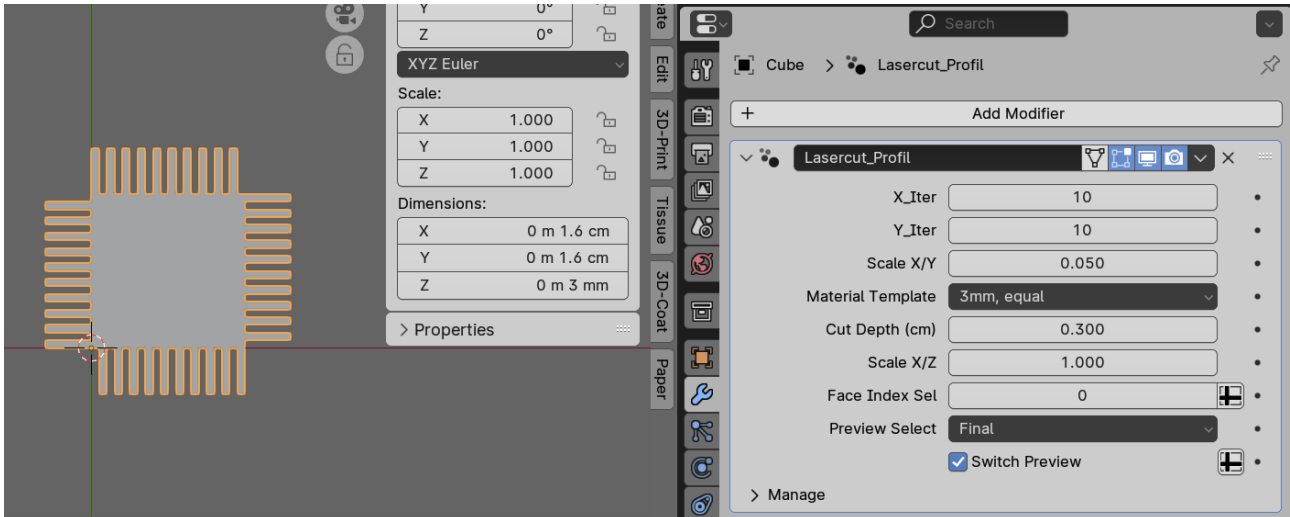 Y 0°
Z 0°
XYZ Euler
Scale:
X 1.000
Y 1.000
Z 1.000
Dimensions:
X 0 m 1.6 cm
Y 0 m 1.6 cm
Z 0 m 3 mm
Properties
Edit
3D-Print
Tissue
3D-Coat
Paper
Search
Cube > Lasercut_Profil
+ Add Modifier
Lasercut_Profil
X_Iter 10
Y_Iter 10
Scale X/Y 0.050
Material Template 3mm, equal
Cut Depth (cm) 0.300
Scale X/Z 1.000
Face Index Sel 0
Preview Select Final
Switch Preview
Manage